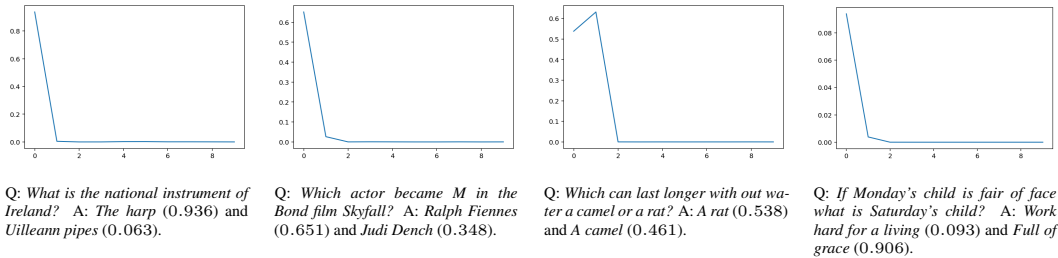 0.8
0.6
0.4
0.2
0.0
0 2 4 6 8
0.6
0.5
0.4
0.3
0.2
0.1
0.0
0 2 4 6 8
0.6
0.5
0.4
0.3
0.2
0.1
0.0
0 2 4 6 8
0.08
0.06
0.04
0.02
0.00
0 2 4 6 8
Q: What is the national instrument of
Ireland? A: The harp (0.936) and
Uilleann pipes (0.063).
Q: Which actor became M in the
Bond film Skyfall? A: Ralph Fiennes
(0.651) and Judi Dench (0.348).
Q: Which can last longer with out wa-
ter a camel or a rat? A: A rat (0.538)
and A camel (0.461).
Q: If Monday's child is fair of face
what is Saturday's child? A: Work
hard for a living (0.093) and Full of
grace (0.906).